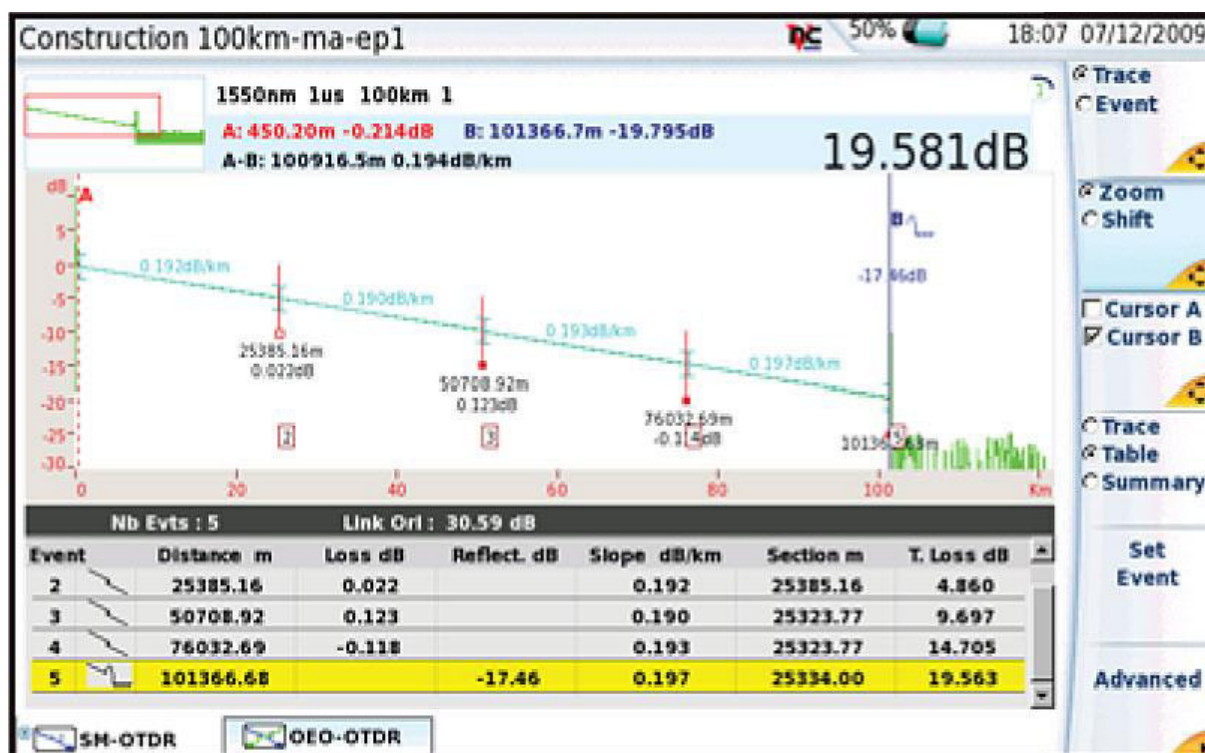 Construction 100km-ma-ep1
50%
18:07 07/12/2009
1550nm 1us 100km 1
A: 450.20m -0.214dB B: 101366.7m -19.795dB
A-B: 100916.5m 0.194dB/km
19.581dB
dB
A
5
0
-5
-10
-15
-20
-25
-30
0.192dB/km
0.190dB/km
0.193dB/km
0.197dB/km
B
-17.46dB
25385.16m
0.022dB
50708.92m
0.123dB
76032.69m
2
3
4
5
0
20
40
60
80
100
Km
Nb Evts : 5 Link Orl : 30.59 dB
Event Distance m Loss dB Reflect. dB Slope dB/km Section m T. Loss dB
2 25385.16 0.022 0.192 25385.16 4.860
3 50708.92 0.123 0.190 25323.77 9.697
4 76032.69 -0.118 0.193 25323.77 14.705
5 101366.68 -17.46 0.197 25334.00 19.563
SM-OTDR
OEO-OTDR
Trace
Event
Zoom
Shift
Cursor A
Cursor B
Trace
Table
Summary
Set
Event
Advanced